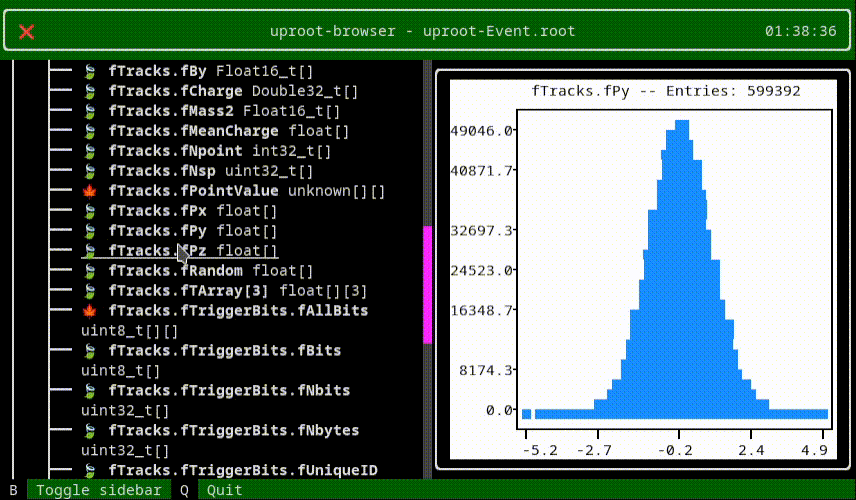 uproot-browser - uproot-Event.root
01:38:36
fTracks.fBy Float16_t[]
fTracks.fCharge Double32_t[]
fTracks.fMass2 Float16_t[]
fTracks.fMeanCharge float[]
fTracks.fNpoint int32_t[]
fTracks.fNsp uint32_t[]
fTracks.fPointValue unknown[][]
fTracks.fPx float[]
fTracks.fPy float[]
fTracks.fPz float[]
fTracks.fRandom float[]
fTracks.fTArray[3] float[][3]
fTracks.fTriggerBits.fAllBits
uint8_t[][]
fTracks.fTriggerBits.fBits
uint8_t[]
fTracks.fTriggerBits.fNbits
uint32_t[]
fTracks.fTriggerBits.fNbytes
uint32_t[]
fTracks.fTriggerBits.fUniqueID
fTracks.fPy -- Entries: 599392
49046.0
40871.7
32697.3
24523.0
16348.7
8174.3
0.0
-5.2 -2.7 -0.2 2.4 4.9
B Toggle sidebar Q Quit